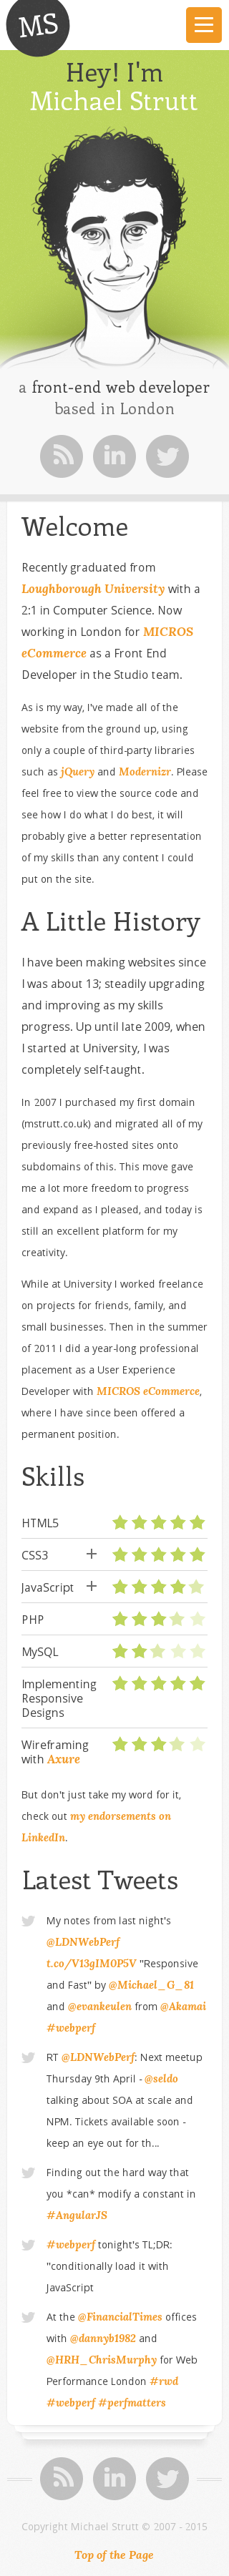 MS
Hey! I'm
Michael Strutt
a front-end web developer
based in London
in
Welcome
Recently graduated from
Loughborough University with a
2:1 in Computer Science. Now
working in London for MICROS
eCommerce as a Front End
Developer in the Studio team.
As is my way, I've made all of the
website from the ground up, using
only a couple of third-party libraries
such as jQuery and Modernizr. Please
feel free to view the source code and
see how I do what I do best, it will
probably give a better representation
of my skills than any content I could
put on the site.
A Little History
I have been making websites since
I was about 13; steadily upgrading
and improving as my skills
progress. Up until late 2009, when
I started at University, I was
completely self-taught.
In 2007 I purchased my first domain
(mstrutt.co.uk) and migrated all of my
previously free-hosted sites onto
subdomains of this. This move gave
me a lot more freedom to progress
and expand as I pleased, and today is
still an excellent platform for my
creativity.
While at University I worked freelance
on projects for friends, family, and
small businesses. Then in the summer
of 2011 I did a year-long professional
placement as a User Experience
Developer with MICROS eCommerce,
where I have since been offered a
permanent position.
Skills
HTML5
CSS3 +
JavaScript +
PHP
MySQL
Implementing
Responsive
Designs
Wireframing
with Axure
But don't just take my word for it,
check out my endorsements on
LinkedIn.
Latest Tweets
My notes from last night's
@LDNWebPerf
t.co/V13gIM0P5V "Responsive
and Fast" by @Michael_G_81
and @evankeulen from @Akamai
#webperf
RT @LDNWebPerf: Next meetup
Thursday 9th April - @seldo
talking about SOA at scale and
NPM. Tickets available soon -
keep an eye out for th...
Finding out the hard way that
you *can* modify a constant in
#AngularJS
#webperf tonight's TL;DR:
"conditionally load it with
JavaScript
At the @FinancialTimes offices
with @dannyb1982 and
@HRH_ChrisMurphy for Web
Performance London #rwd
#webperf #perfmatters
in
Copyright Michael Strutt © 2007 - 2015
Top of the Page